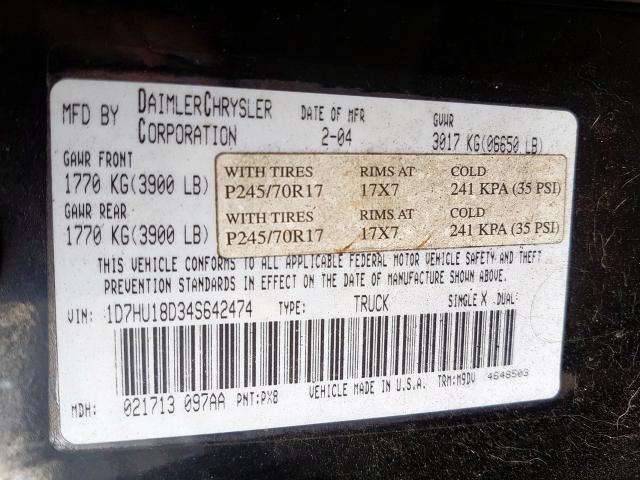 MFD BY DAIMLERCHRYSLER CORPORATION
DATE OF MFR 2-04
GVWR 3017 KG(06650 LB)
GAWR FRONT
1770 KG(3900 LB)
WITH TIRES P245/70R17
RIMS AT 17X7
COLD 241 KPA (35 PSI)
GAWR REAR
1770 KG(3900 LB)
WITH TIRES P245/70R17
RIMS AT 17X7
COLD 241 KPA (35 PSI)
THIS VEHICLE CONFORMS TO ALL APPLICABLE FEDERAL MOTOR VEHICLE SAFETY AND THEFT
PREVENTION STANDARDS IN EFFECT ON THE DATE OF MANUFACTURE SHOWN ABOVE.
VIN: 1D7HU18D34S642474 TYPE: TRUCK SINGLE X DUAL:
MDH: 021713 097AA PNT:PX8 VEHICLE MADE IN U.S.A. TRM:M9DV 4648503